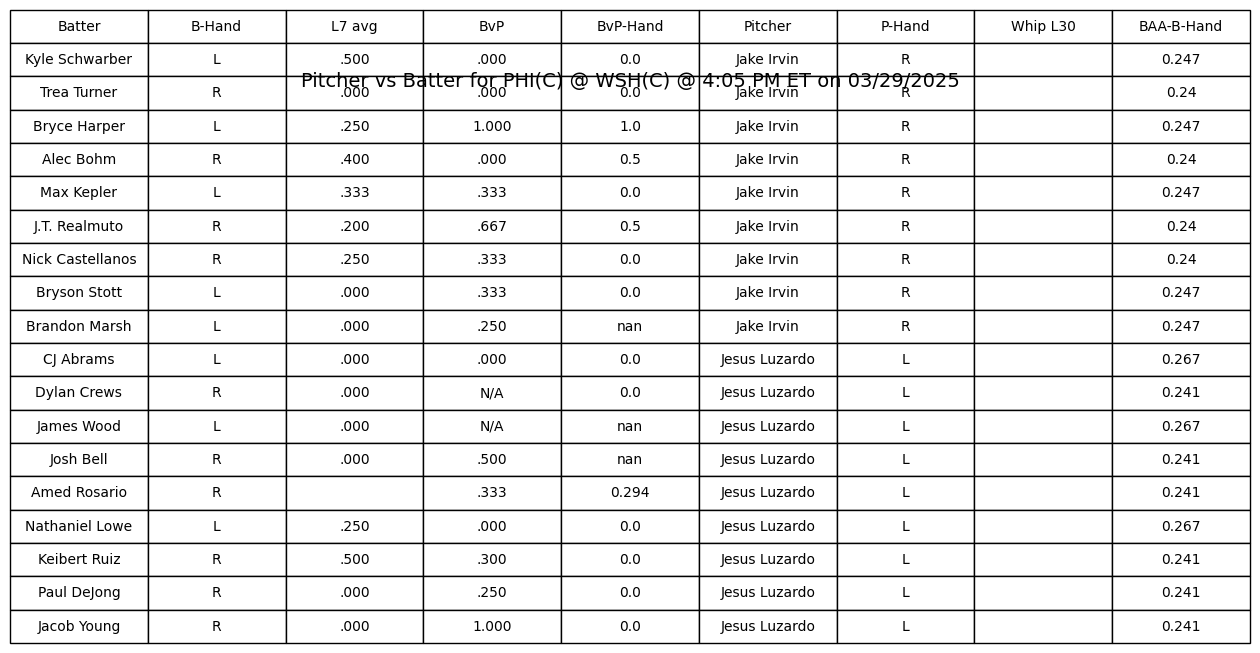 Batter B-Hand L7 avg BvP BvP-Hand Pitcher P-Hand Whip L30 BAA-B-Hand
Kyle Schwarber L .500 .000 0.0 Jake Irvin R 0.247
Pitcher vs Batter for PHI(C) @ WSH(C) @ 4:05 PM ET on 03/29/2025
Trea Turner R .000 .000 0.0 Jake Irvin R 0.24
Bryce Harper L .250 1.000 1.0 Jake Irvin R 0.247
Alec Bohm R .400 .000 0.5 Jake Irvin R 0.24
Max Kepler L .333 .333 0.0 Jake Irvin R 0.247
J.T. Realmuto R .200 .667 0.5 Jake Irvin R 0.24
Nick Castellanos R .250 .333 0.0 Jake Irvin R 0.24
Bryson Stott L .000 .333 0.0 Jake Irvin R 0.247
Brandon Marsh L .000 .250 nan Jake Irvin R 0.247
CJ Abrams L .000 .000 0.0 Jesus Luzardo L 0.267
Dylan Crews R .000 N/A 0.0 Jesus Luzardo L 0.241
James Wood L .000 N/A nan Jesus Luzardo L 0.267
Josh Bell R .000 .500 nan Jesus Luzardo L 0.241
Amed Rosario R .333 0.294 Jesus Luzardo L 0.241
Nathaniel Lowe L .250 .000 0.0 Jesus Luzardo L 0.267
Keibert Ruiz R .500 .300 0.0 Jesus Luzardo L 0.241
Paul DeJong R .000 .250 0.0 Jesus Luzardo L 0.241
Jacob Young R .000 1.000 0.0 Jesus Luzardo L 0.241